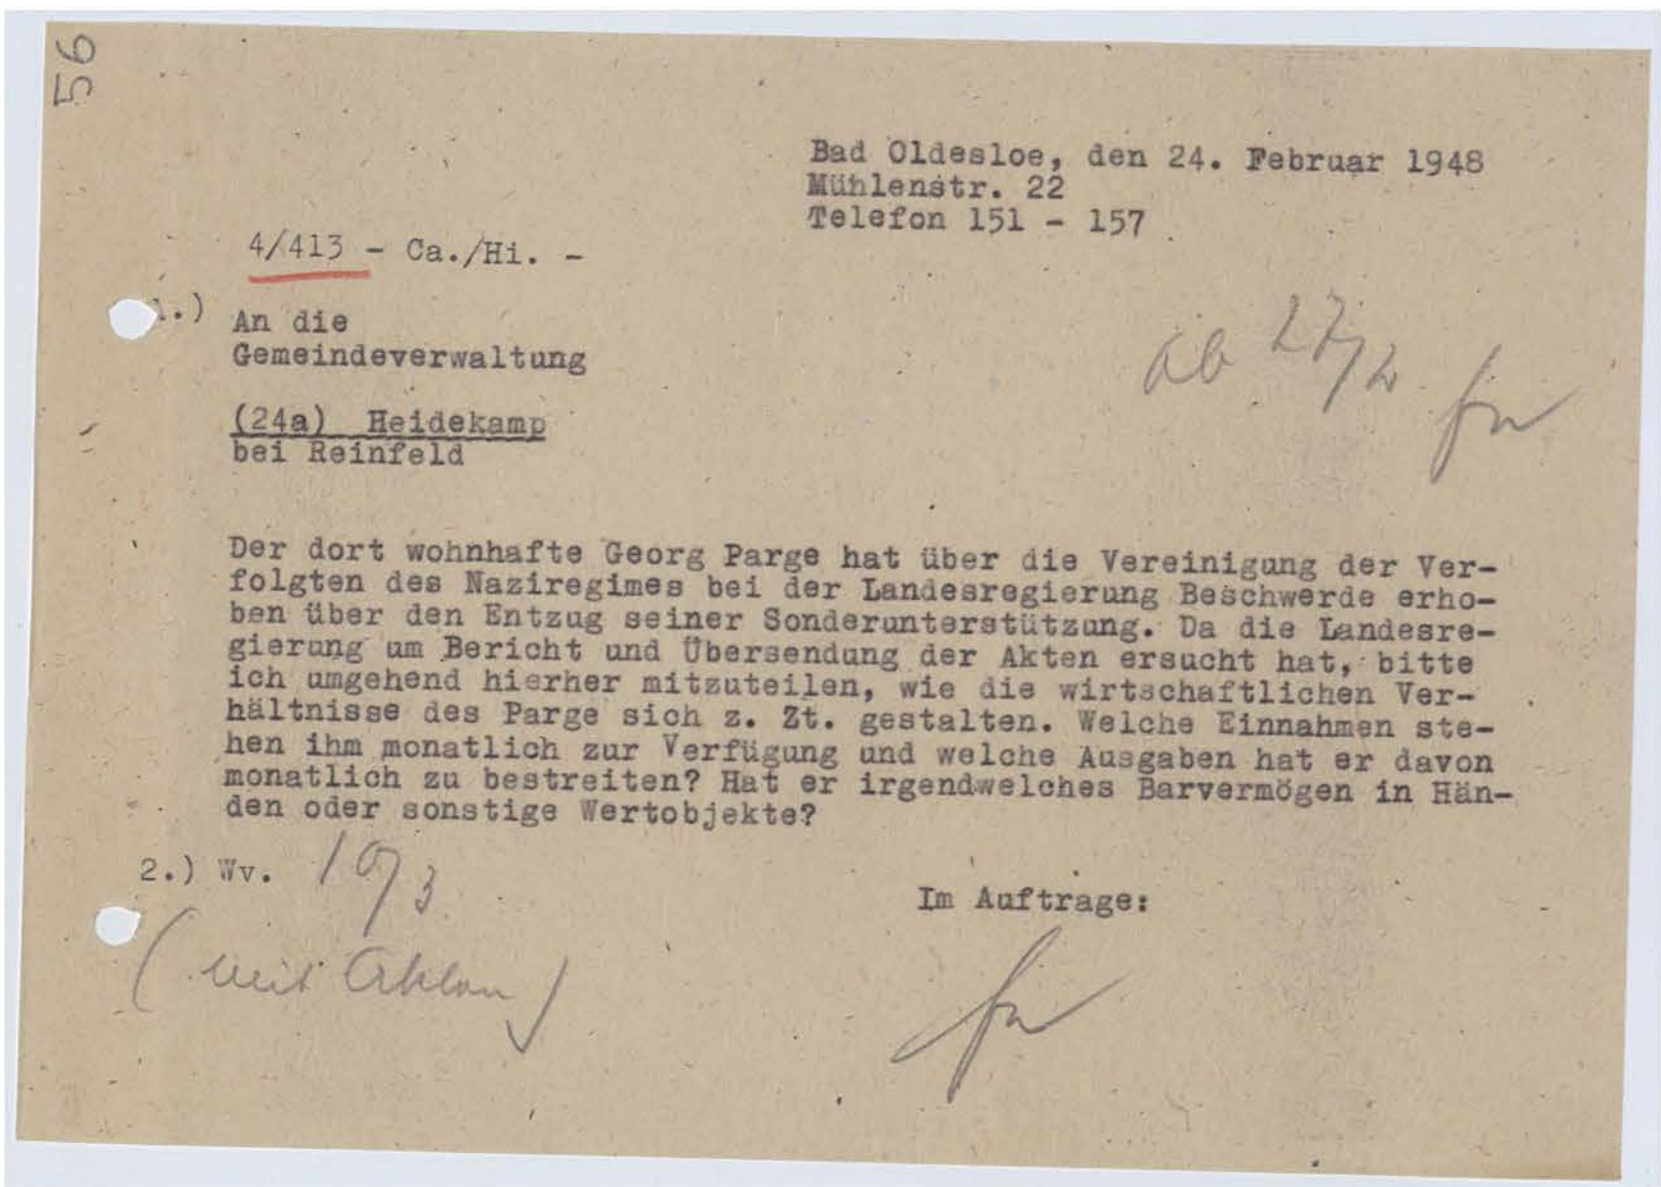 56
Bad Oldesloe, den 24. Februar 1948
Mühlenstr. 22
Telefon 151 - 157
4/413 - Ca./Hi. -
1.) An die
Gemeindeverwaltung
ab 27/2
(24a) Heidekamp
bei Reinfeld
Der dort wohnhafte Georg Parge hat über die Vereinigung der Ver-
folgten des Naziregimes bei der Landesregierung Beschwerde erho-
ben über den Entzug seiner Sonderunterstützung. Da die Landesre-
gierung um Bericht und Übersendung der Akten ersucht hat, bitte
ich umgehend hierher mitzuteilen, wie die wirtschaftlichen Ver-
hältnisse des Parge sich z. Zt. gestalten. Welche Einnahmen ste-
hen ihm monatlich zur Verfügung und welche Ausgaben hat er davon
monatlich zu bestreiten? Hat er irgendwelches Barvermögen in Hän-
den oder sonstige Wertobjekte?
2.) Wv. 10/3
Im Auftrage:
(mit Akten)